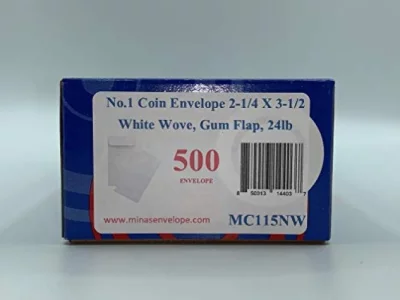 No.1 Coin Envelope 2-1/4 X 3-1/2
White Wove, Gum Flap, 24lb
500
ENVELOPE
www.minasenvelope.com
MC115NW